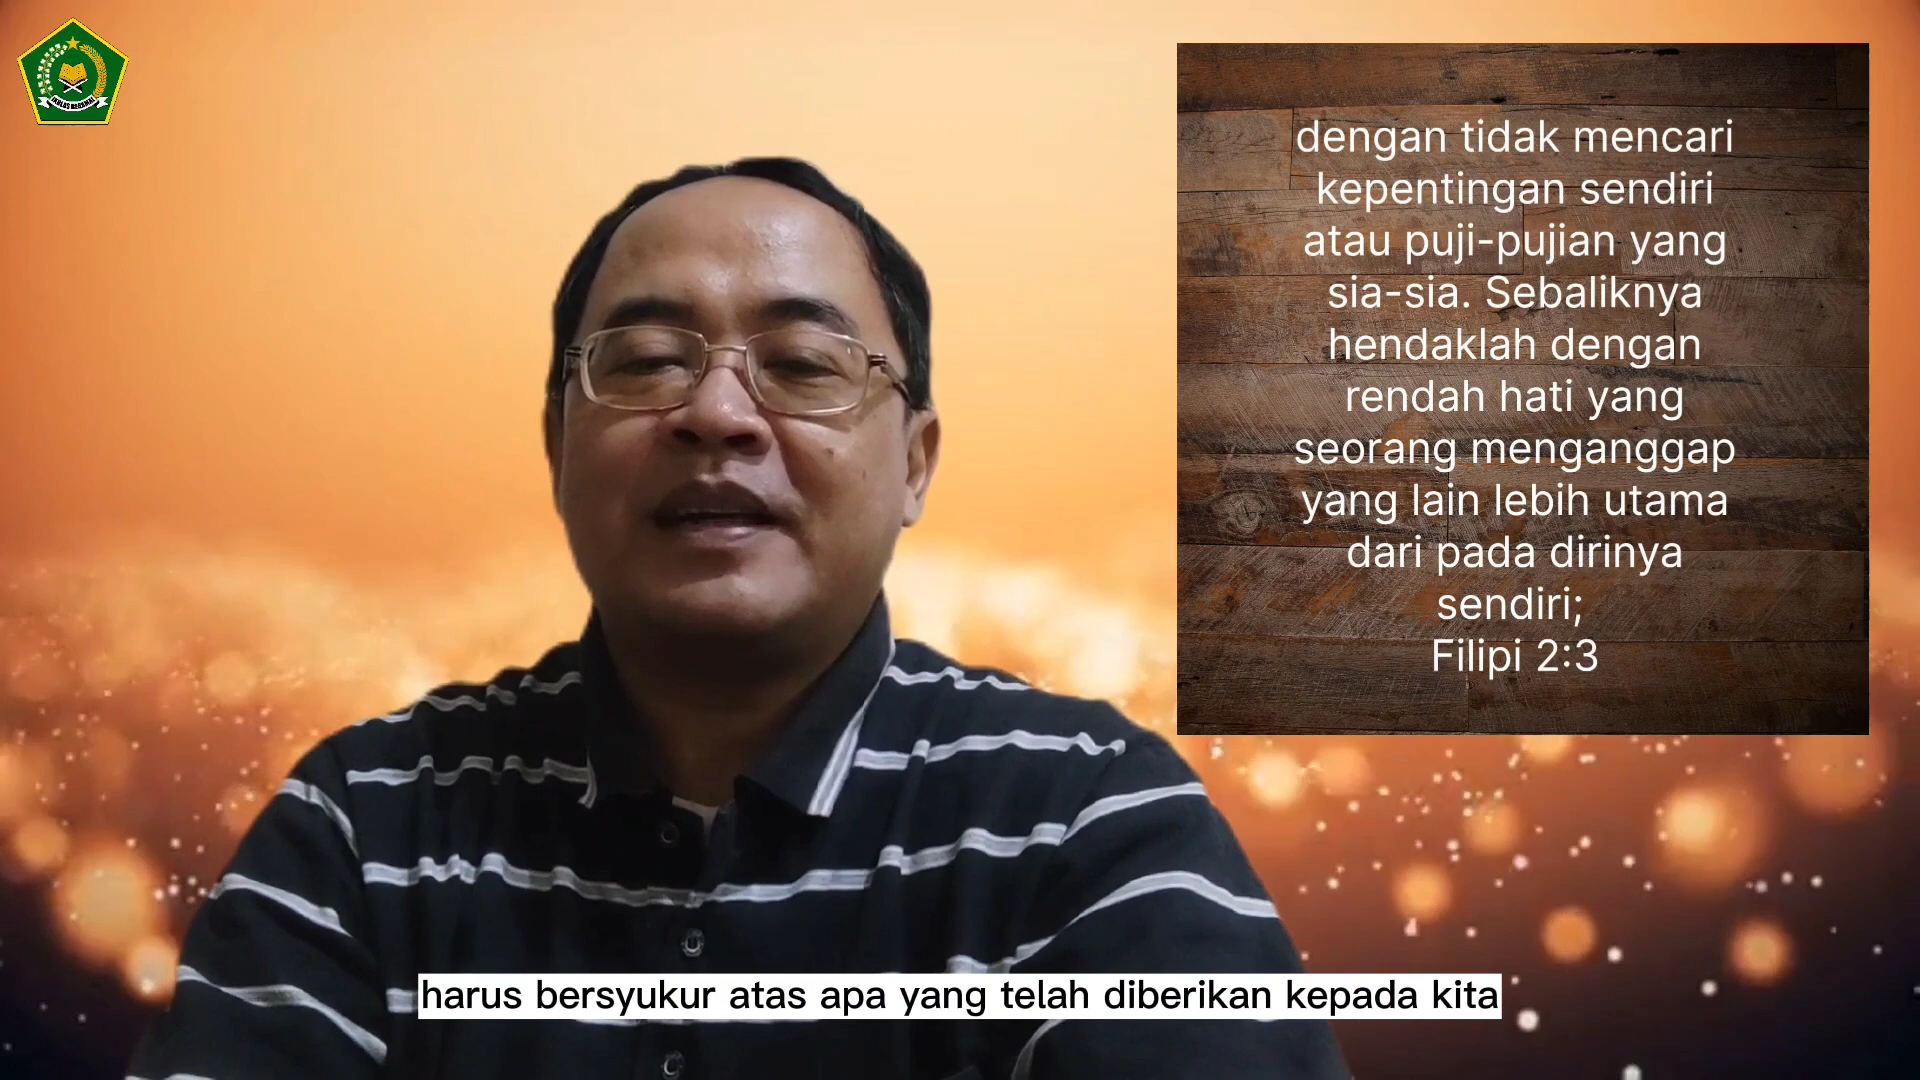 IKHLAS BERAMAL
dengan tidak mencari
kepentingan sendiri
atau puji-pujian yang
sia-sia. Sebaliknya
hendaklah dengan
rendah hati yang
seorang menganggap
yang lain lebih utama
dari pada dirinya
sendiri;
Filipi 2:3
harus bersyukur atas apa yang telah diberikan kepada kita